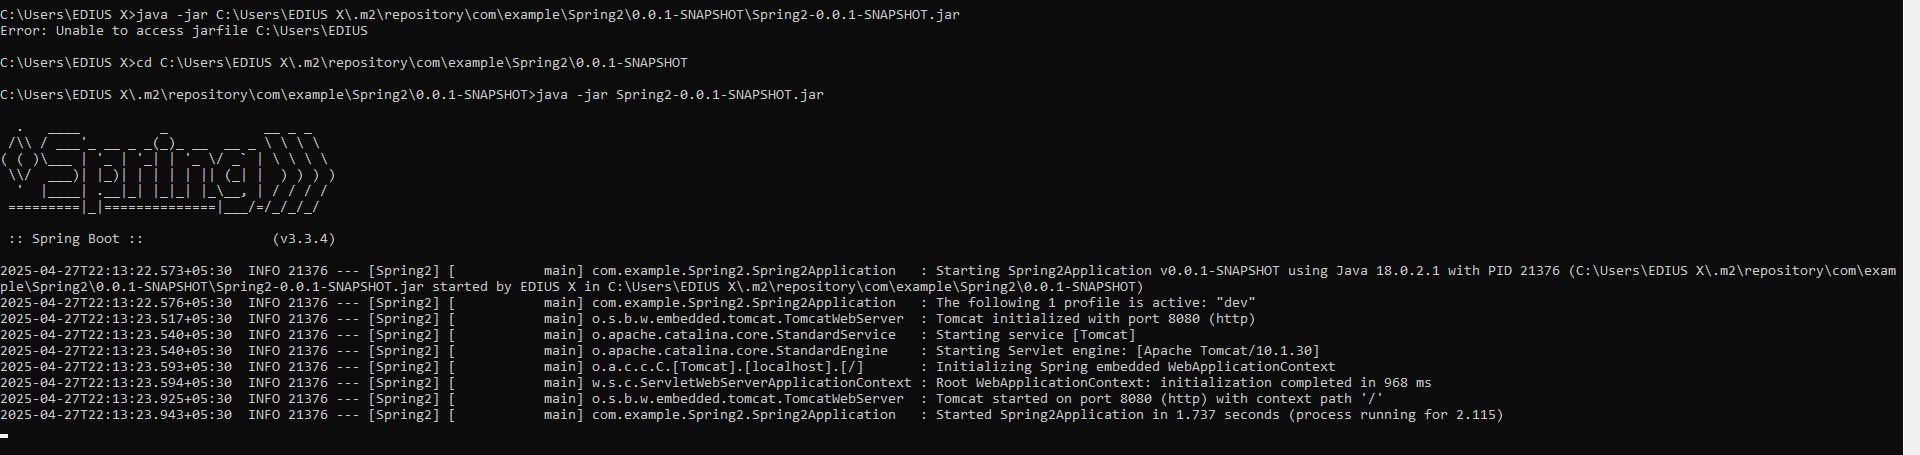 C:\Users\EDIUS X>java -jar C:\Users\EDIUS X\.m2\repository\com\example\Spring2\0.0.1-SNAPSHOT\Spring2-0.0.1-SNAPSHOT.jar
Error: Unable to access jarfile C:\Users\EDIUS
C:\Users\EDIUS X>cd C:\Users\EDIUS X\.m2\repository\com\example\Spring2\0.0.1-SNAPSHOT
C:\Users\EDIUS X\.m2\repository\com\example\Spring2\0.0.1-SNAPSHOT>java -jar Spring2-0.0.1-SNAPSHOT.jar
  .   ____          _            __ _ _
 /\\ / ___'_ __ _ _(_)_ __  __ _ \ \ \ \
( ( )\___ | '_ | '_| | '_ \/ _` | \ \ \ \
 \\/  ___)| |_)| | | | | || (_| |  ) ) ) )
  '  |____| .__|_| |_|_| |_\__, | / / / /
 =========|_|==============|___/=/_/_/_/
 :: Spring Boot ::                (v3.3.4)
2025-04-27T22:13:22.573+05:30  INFO 21376 --- [Spring2] [           main] com.example.Spring2.Spring2Application   : Starting Spring2Application v0.0.1-SNAPSHOT using Java 18.0.2.1 with PID 21376 (C:\Users\EDIUS X\.m2\repository\com\exam
ple\Spring2\0.0.1-SNAPSHOT\Spring2-0.0.1-SNAPSHOT.jar started by EDIUS X in C:\Users\EDIUS X\.m2\repository\com\example\Spring2\0.0.1-SNAPSHOT)
2025-04-27T22:13:22.576+05:30  INFO 21376 --- [Spring2] [           main] com.example.Spring2.Spring2Application   : The following 1 profile is active: "dev"
2025-04-27T22:13:23.517+05:30  INFO 21376 --- [Spring2] [           main] o.s.b.w.embedded.tomcat.TomcatWebServer  : Tomcat initialized with port 8080 (http)
2025-04-27T22:13:23.540+05:30  INFO 21376 --- [Spring2] [           main] o.apache.catalina.core.StandardService   : Starting service [Tomcat]
2025-04-27T22:13:23.540+05:30  INFO 21376 --- [Spring2] [           main] o.apache.catalina.core.StandardEngine    : Starting Servlet engine: [Apache Tomcat/10.1.30]
2025-04-27T22:13:23.593+05:30  INFO 21376 --- [Spring2] [           main] o.a.c.c.C.[Tomcat].[localhost].[/]       : Initializing Spring embedded WebApplicationContext
2025-04-27T22:13:23.594+05:30  INFO 21376 --- [Spring2] [           main] w.s.c.ServletWebServerApplicationContext : Root WebApplicationContext: initialization completed in 968 ms
2025-04-27T22:13:23.925+05:30  INFO 21376 --- [Spring2] [           main] o.s.b.w.embedded.tomcat.TomcatWebServer  : Tomcat started on port 8080 (http) with context path '/'
2025-04-27T22:13:23.943+05:30  INFO 21376 --- [Spring2] [           main] com.example.Spring2.Spring2Application   : Started Spring2Application in 1.737 seconds (process running for 2.115)